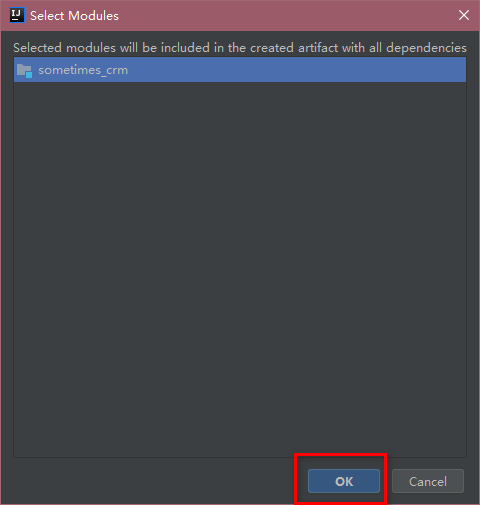 IJ
Select Modules
Selected modules will be included in the created artifact with all dependencies
sometimes_crm
OK
Cancel